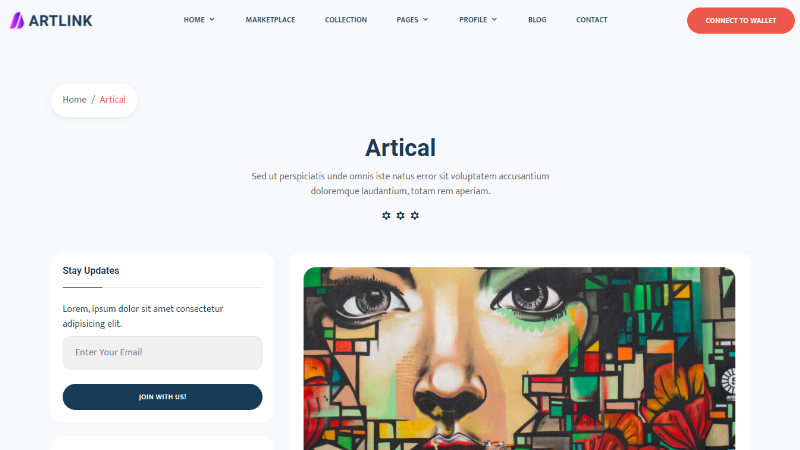 ARTLINK
HOME
MARKETPLACE
COLLECTION
PAGES
PROFILE
BLOG
CONTACT
CONNECT TO WALLET
Home / Artical
Artical
Sed ut perspiciatis unde omnis iste natus error sit voluptatem accusantium
doloremque laudantium, totam rem aperiam.
Stay Updates
Lorem, ipsum dolor sit amet consectetur
adipisicing elit.
Enter Your Email
JOIN WITH US!